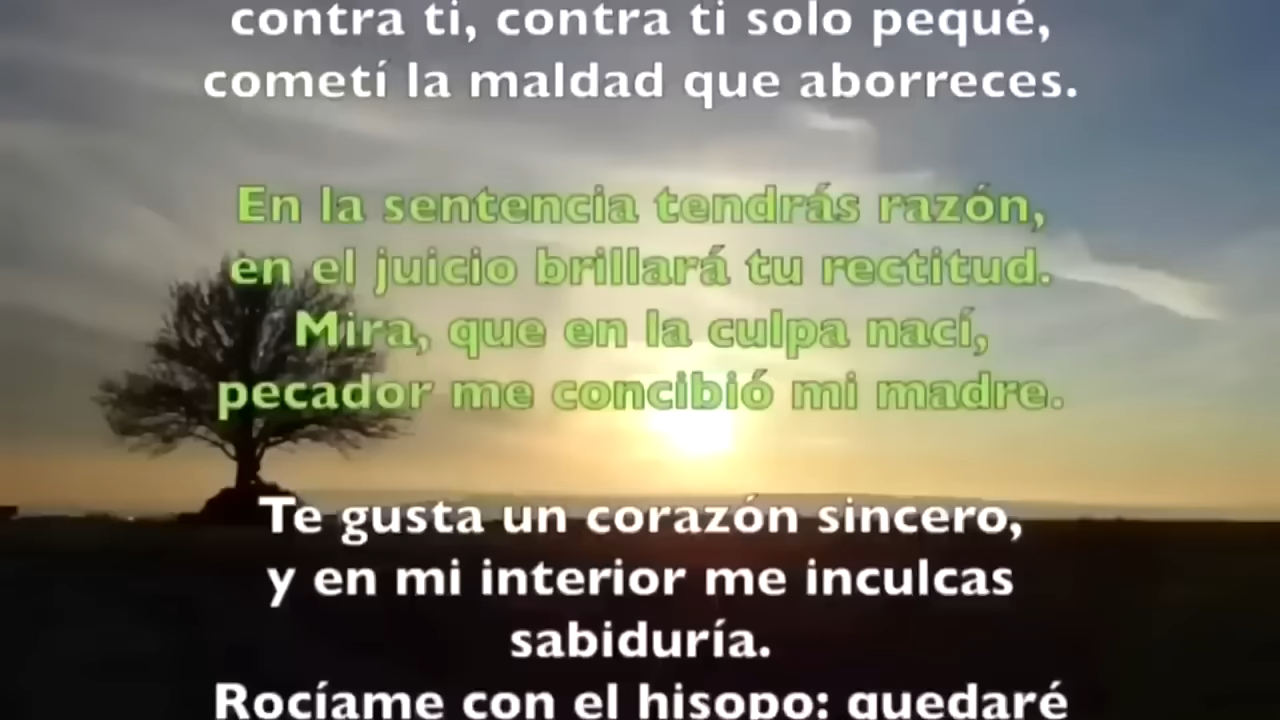 contra ti, contra ti solo pequé,
cometí la maldad que aborreces.
En la sentencia tendrás razón,
en el juicio brillará tu rectitud.
Mira, que en la culpa nací,
pecador me concibió mi madre.
Te gusta un corazón sincero,
y en mi interior me inculcas
sabiduría.
Rocíame con el hisopo: quedaré